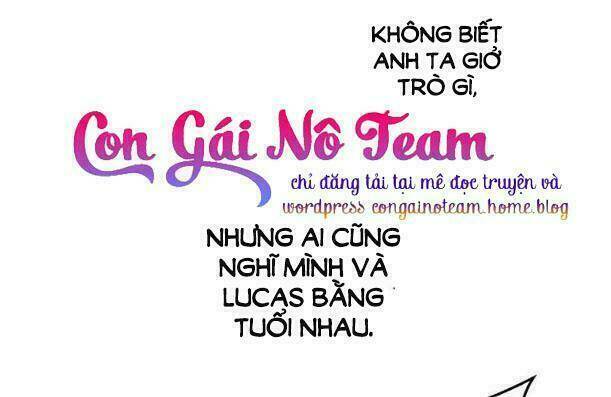 KHÔNG BIẾT
ANH TA GIỞ
TRÒ GÌ,
Con Gái Nô Team
chỉ đăng tải tại mê đọc truyện và
wordpress congainoteam.home.blog
NHƯNG AI CŨNG
NGHĨ MÌNH VÀ
LUCAS BẰNG
TUỔI NHAU.